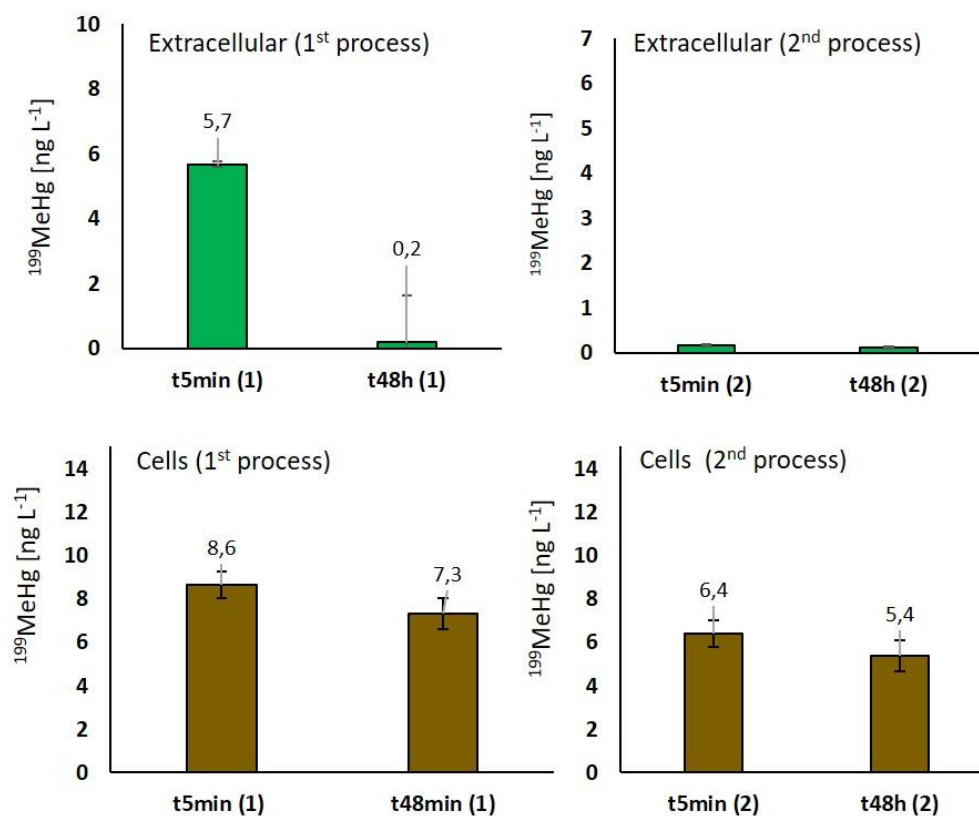 Extracellular (1st process)
199MeHg [ng L-1]
10
8
6
4
2
0
5,7
0,2
t5min (1)
t48h (1)
Extracellular (2nd process)
199MeHg [ng L-1]
7
6
5
4
3
2
1
0
t5min (2)
t48h (2)
Cells (1st process)
199MeHg [ng L-1]
14
12
10
8
6
4
2
0
8,6
7,3
t5min (1)
t48min (1)
Cells (2nd process)
199MeHg [ng L-1]
14
12
10
8
6
4
2
0
6,4
5,4
t5min (2)
t48h (2)